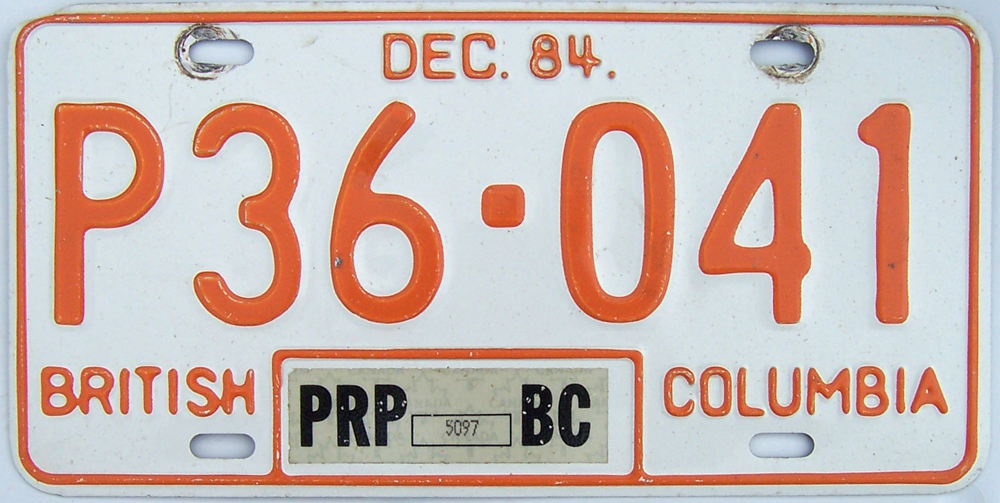 DEC. 84.
P36·041
BRITISH PRP 5097 BC COLUMBIA